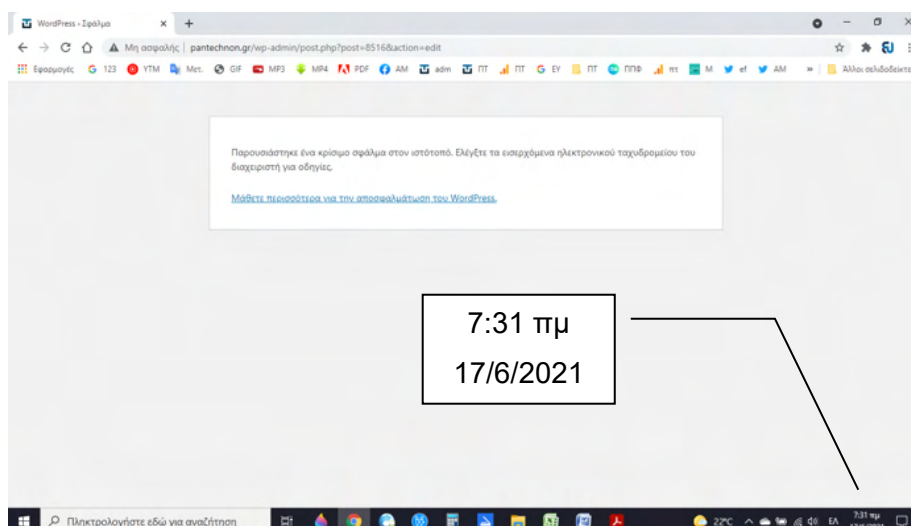 WordPress › Σφάλμα
Μη ασφαλής | pantechnon.gr/wp-admin/post.php?post=8516&action=edit
Εφαρμογές 123 YTM Μετ. GIF MP3 MP4 PDF AM adm ΠΤ ΠΤ ΕΥ ΠΤ ΠΠΦ πτ M ef AM » Άλλοι σελιδοδείκτε
Παρουσιάστηκε ένα κρίσιμο σφάλμα στον ιστότοπό. Ελέγξτε τα εισερχόμενα ηλεκτρονικού ταχυδρομείου του
διαχειριστή για οδηγίες.
Μάθετε περισσότερα για την αποσφαλμάτωση του WordPress.
7:31 πμ
17/6/2021
Πληκτρολογήστε εδώ για αναζήτηση 22°C ΕΛ 7:31 πμ